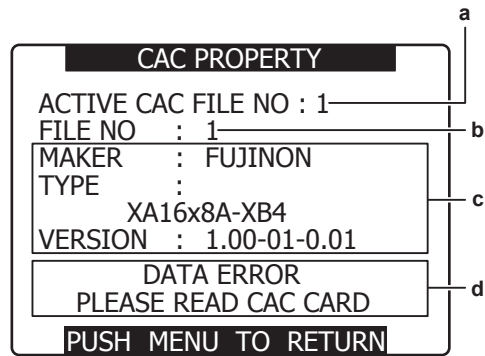 a
CAC PROPERTY
ACTIVE CAC FILE NO : 1
FILE NO : 1
b
MAKER : FUJINON
TYPE :
XA16x8A-XB4
c
VERSION : 1.00-01-0.01
DATA ERROR
d
PLEASE READ CAC CARD
PUSH MENU TO RETURN